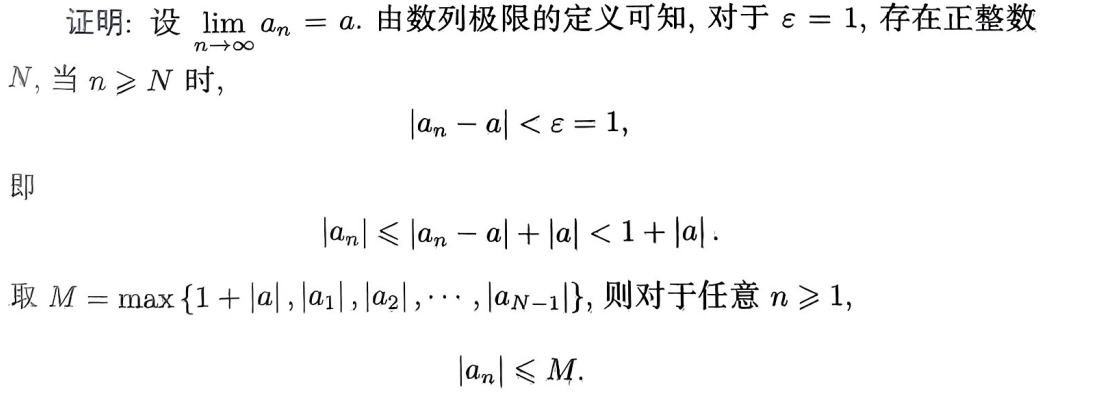 证明: 设 $\lim\limits_{n\to\infty} a_n = a$. 由数列极限的定义可知, 对于 $\varepsilon = 1$, 存在正整数
$N$, 当 $n \geqslant N$ 时,
$|a_n - a| < \varepsilon = 1,$
即
$|a_n| \leqslant |a_n - a| + |a| < 1 + |a|.$
取 $M = \max\{1 + |a|, |a_1|, |a_2|, \cdots, |a_{N-1}|\}$, 则对于任意 $n \geqslant 1$,
$|a_n| \leqslant M.$